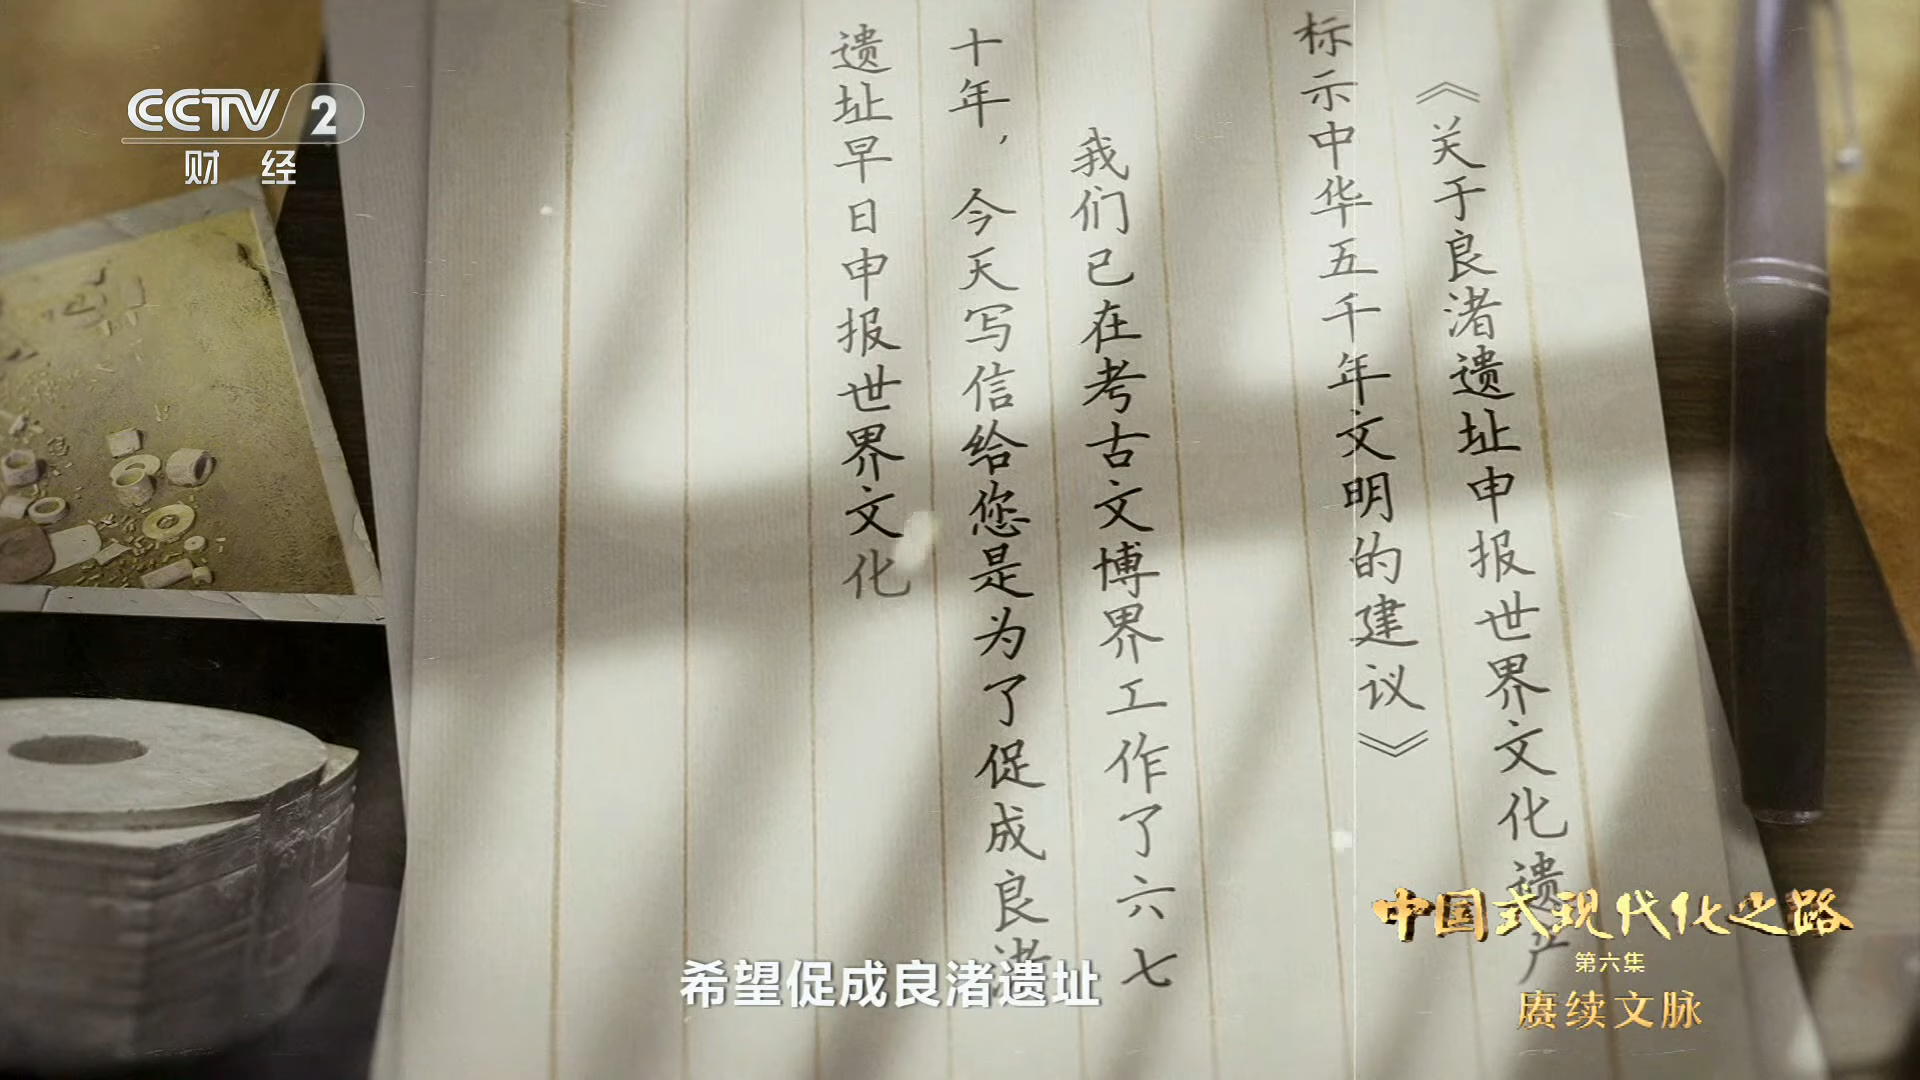 CCTV 2
财经
《关于良渚遗址申报世界文化遗产
标示中华五千年文明的建议》
我们已在考古文博界工作了六七
十年，今天写信给您是为了促成良渚
遗址早日申报世界文化
希望促成良渚遗址
中国式现代化之路
第六集
赓续文脉